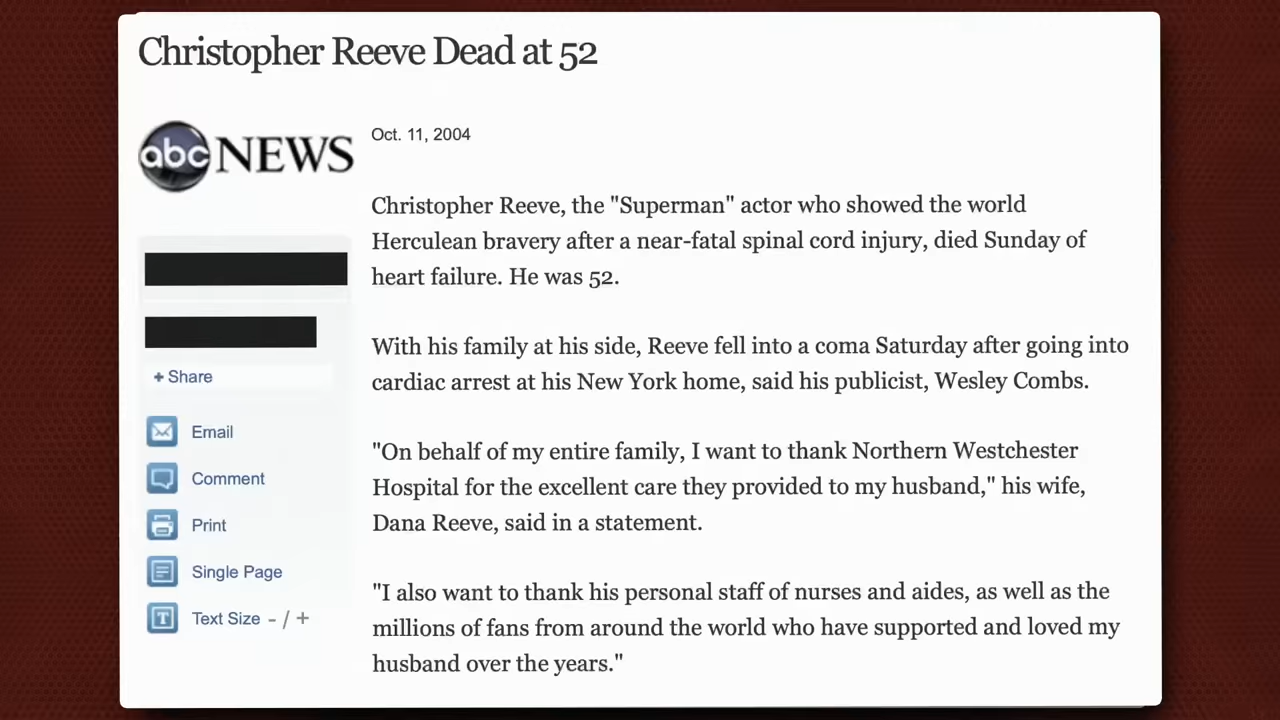 Christopher Reeve Dead at 52
abc NEWS
Oct. 11, 2004
Christopher Reeve, the "Superman" actor who showed the world
Herculean bravery after a near-fatal spinal cord injury, died Sunday of
heart failure. He was 52.
With his family at his side, Reeve fell into a coma Saturday after going into
cardiac arrest at his New York home, said his publicist, Wesley Combs.
"On behalf of my entire family, I want to thank Northern Westchester
Hospital for the excellent care they provided to my husband," his wife,
Dana Reeve, said in a statement.
"I also want to thank his personal staff of nurses and aides, as well as the
millions of fans from around the world who have supported and loved my
husband over the years."
+ Share
Email
Comment
Print
Single Page
T Text Size - / +